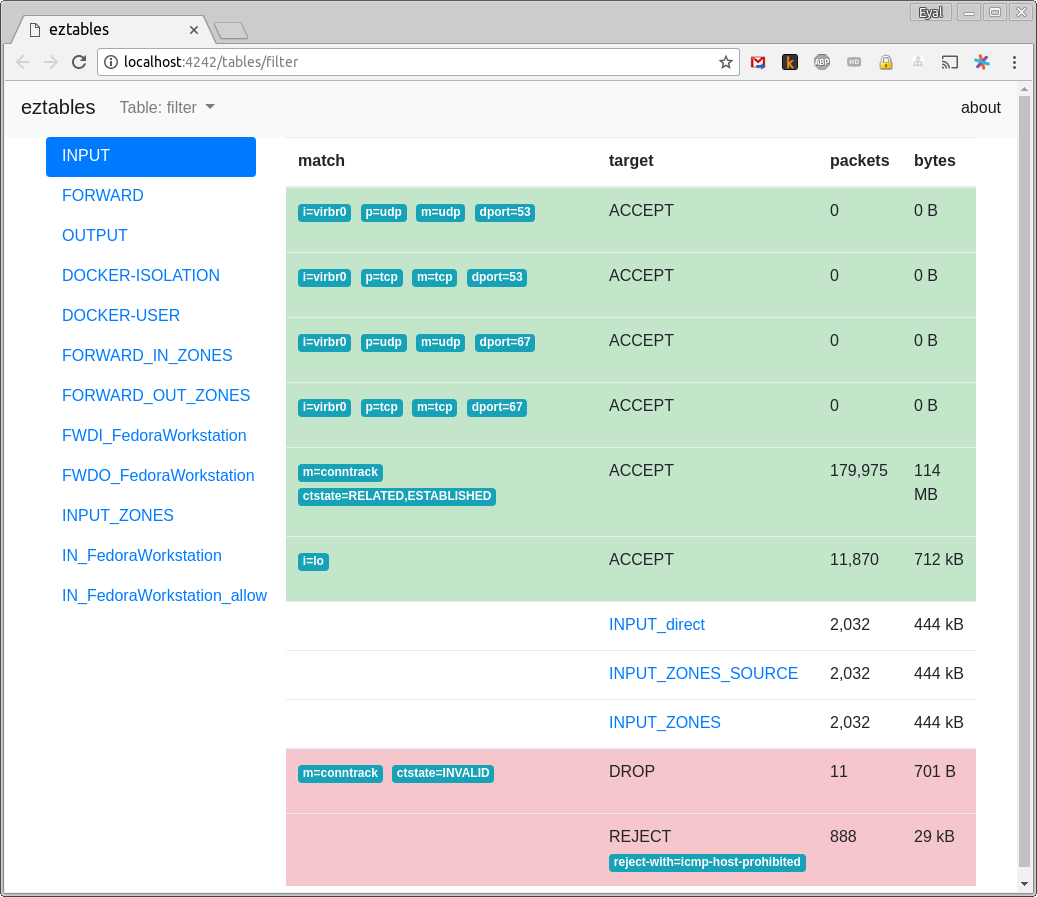 Eyal
eztables
localhost:4242/tables/filter
k ABP HD
eztables Table: filter about
INPUT
FORWARD
OUTPUT
DOCKER-ISOLATION
DOCKER-USER
FORWARD_IN_ZONES
FORWARD_OUT_ZONES
FWDI_FedoraWorkstation
FWDO_FedoraWorkstation
INPUT_ZONES
IN_FedoraWorkstation
IN_FedoraWorkstation_allow
match target packets bytes
i=virbr0 p=udp m=udp dport=53 ACCEPT 0 0 B
i=virbr0 p=tcp m=tcp dport=53 ACCEPT 0 0 B
i=virbr0 p=udp m=udp dport=67 ACCEPT 0 0 B
i=virbr0 p=tcp m=tcp dport=67 ACCEPT 0 0 B
m=conntrack ACCEPT 179,975 114
ctstate=RELATED,ESTABLISHED MB
i=lo ACCEPT 11,870 712 kB
INPUT_direct 2,032 444 kB
INPUT_ZONES_SOURCE 2,032 444 kB
INPUT_ZONES 2,032 444 kB
m=conntrack ctstate=INVALID DROP 11 701 B
REJECT 888 29 kB
reject-with=icmp-host-prohibited